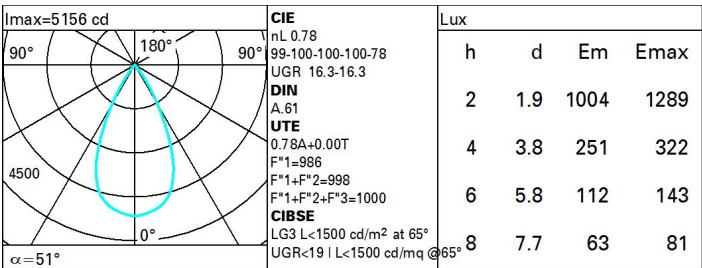 Imax=5156 cd
90° 180° 90°
4500
0°
α=51°
CIE
nL 0.78
99-100-100-100-78
UGR 16.3-16.3
DIN
A.61
UTE
0.78A+0.00T
F"1=986
F"1+F"2=998
F"1+F"2+F"3=1000
CIBSE
LG3 L<1500 cd/m² at 65°
UGR<19 | L<1500 cd/mq @65°
Lux
h d Em Emax
2 1.9 1004 1289
4 3.8 251 322
6 5.8 112 143
8 7.7 63 81